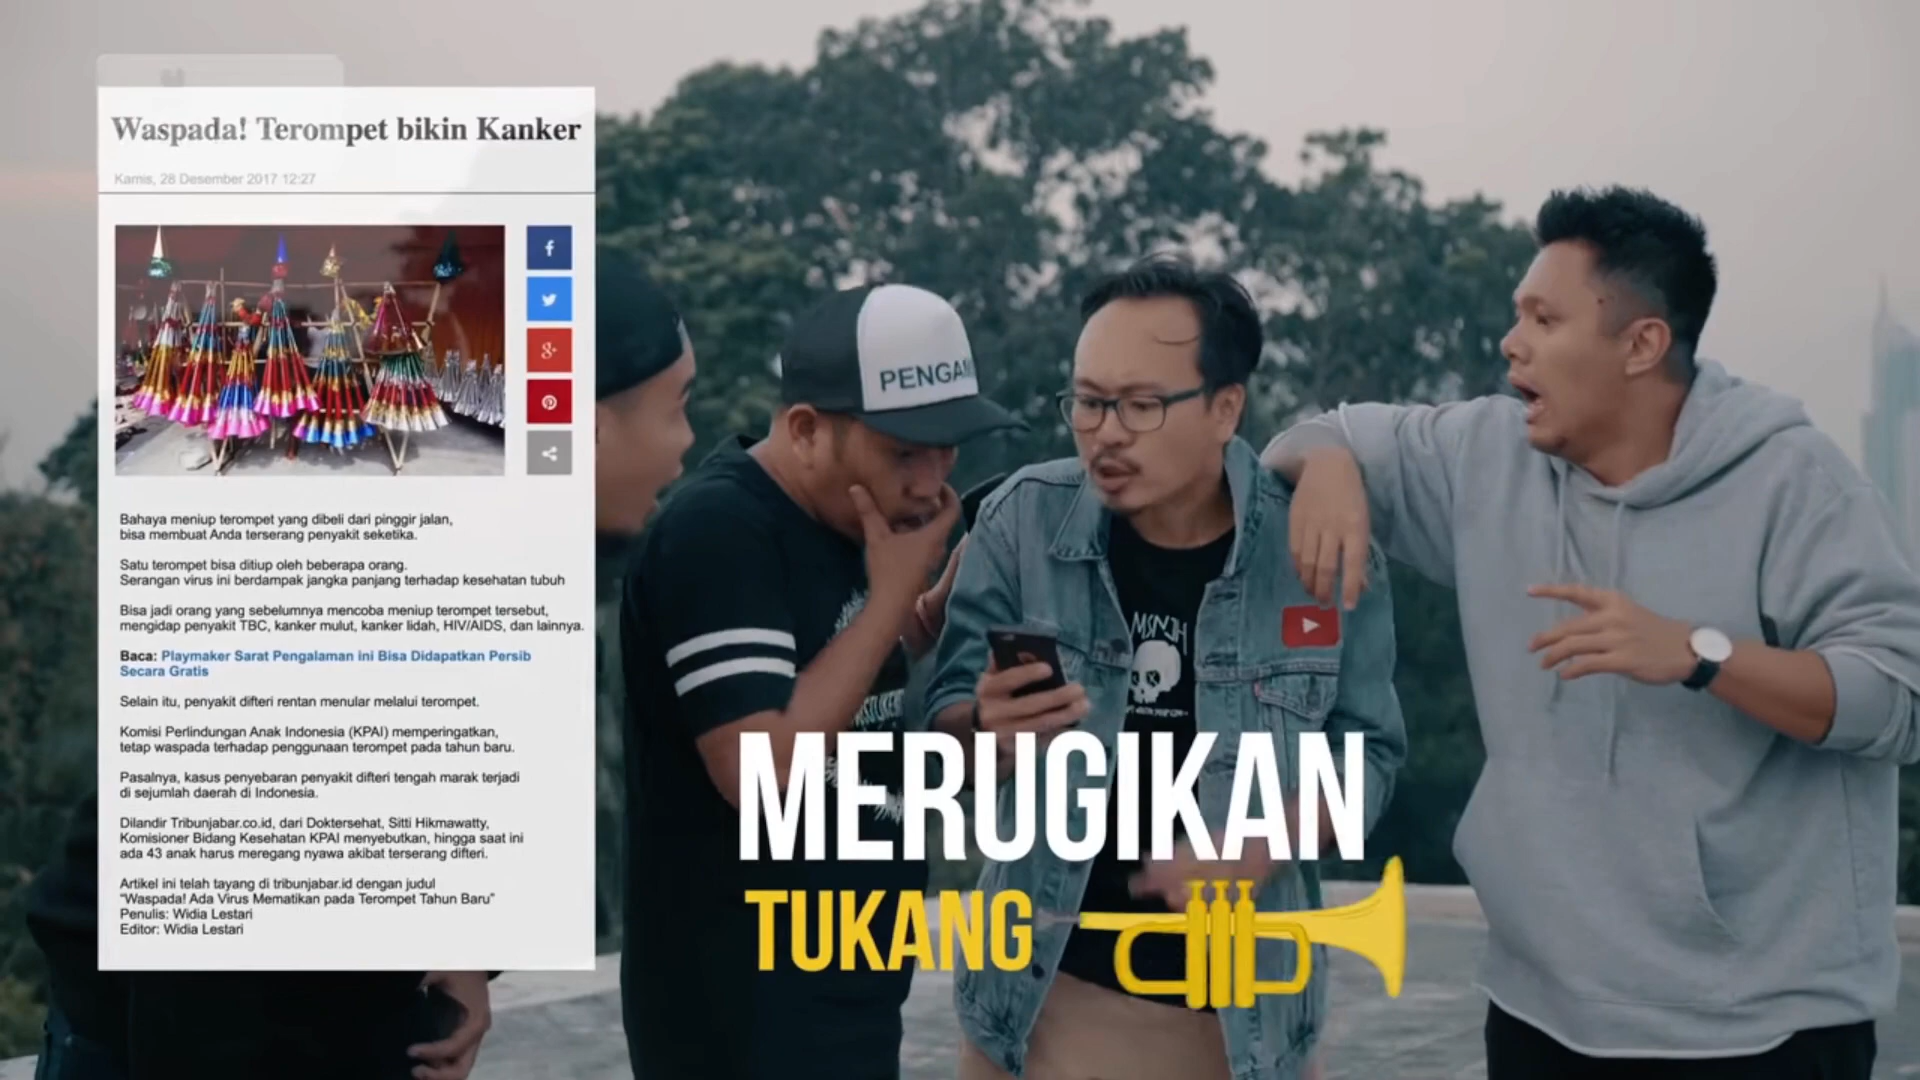 Waspada! Terompet bikin Kanker
Kamis, 28 Desember 2017 12:27
Bahaya meniup terompet yang dibeli dari pinggir jalan,
bisa membuat Anda terserang penyakit seketika.
Satu terompet bisa ditiup oleh beberapa orang.
Serangan virus ini berdampak jangka panjang terhadap kesehatan tubuh
Bisa jadi orang yang sebelumnya mencoba meniup terompet tersebut,
mengidap penyakit TBC, kanker mulut, kanker lidah, HIV/AIDS, dan lainnya.
Baca: Playmaker Sarat Pengalaman ini Bisa Didapatkan Persib
Secara Gratis
Selain itu, penyakit difteri rentan menular melalui terompet.
Komisi Perlindungan Anak Indonesia (KPAI) memperingatkan,
tetap waspada terhadap penggunaan terompet pada tahun baru.
Pasalnya, kasus penyebaran penyakit difteri tengah marak terjadi
di sejumlah daerah di Indonesia.
Dilandir Tribunjabar.co.id, dari Doktersehat, Sitti Hikmawatty,
Komisioner Bidang Kesehatan KPAI menyebutkan, hingga saat ini
ada 43 anak harus meregang nyawa akibat terserang difteri.
Artikel ini telah tayang di tribunjabar.id dengan judul
"Waspada! Ada Virus Mematikan pada Terompet Tahun Baru"
Penulis: Widia Lestari
Editor: Widia Lestari
PENGAM
MERUGIKAN
TUKANG